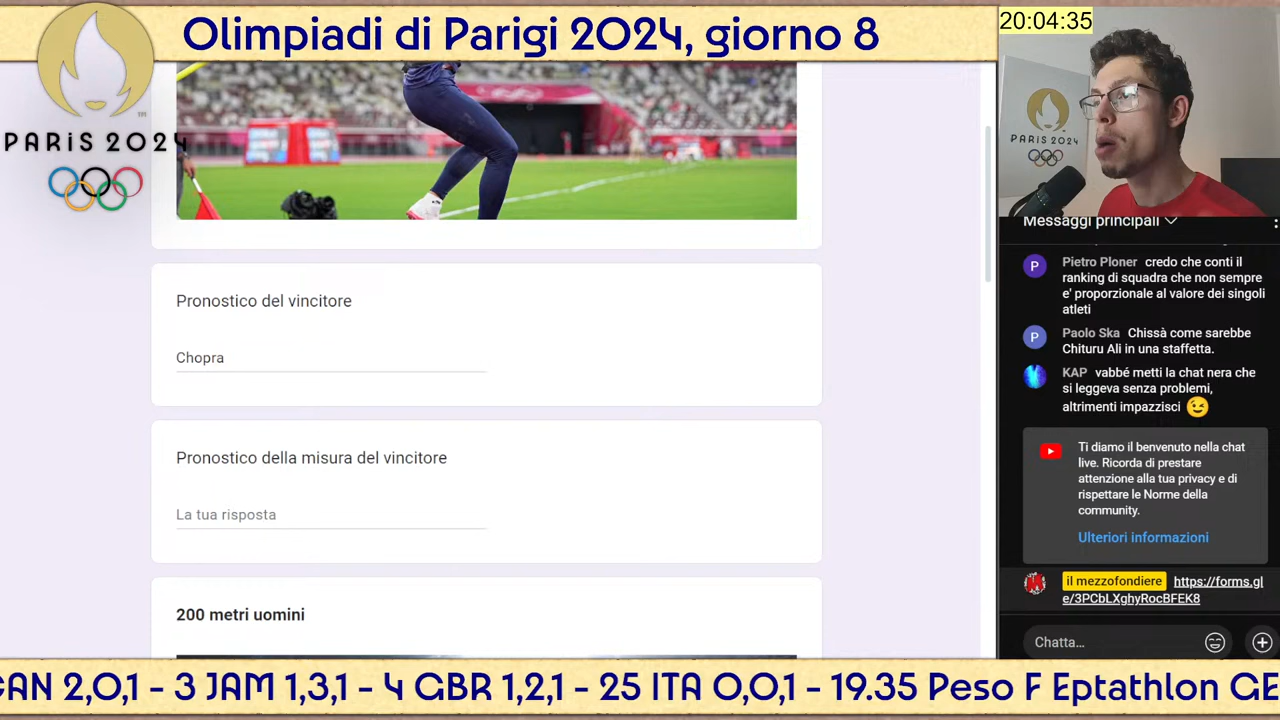 Olimpiadi di Parigi 2024, giorno 8
20:04:35
PARIS 2024
PARIS 2024
Pronostico del vincitore
Chopra
Pronostico della misura del vincitore
La tua risposta
200 metri uomini
Messaggi principali
P
Pietro Ploner credo che conti il
ranking di squadra che non sempre
e' proporzionale al valore dei singoli
atleti
P
Paolo Ska Chissà come sarebbe
Chituru Ali in una staffetta.
KAP vabbé metti la chat nera che
si leggeva senza problemi,
altrimenti impazzisci 😉
Ti diamo il benvenuto nella chat
live. Ricorda di prestare
attenzione alla tua privacy e di
rispettare le Norme della
community.
Ulteriori informazioni
il mezzofondiere https://forms.gl
e/3PCbLXghyRocBFEK8
Chatta...
CAN 2,0,1 - 3 JAM 1,3,1 - 4 GBR 1,2,1 - 25 ITA 0,0,1 - 19.35 Peso F Eptathlon GE